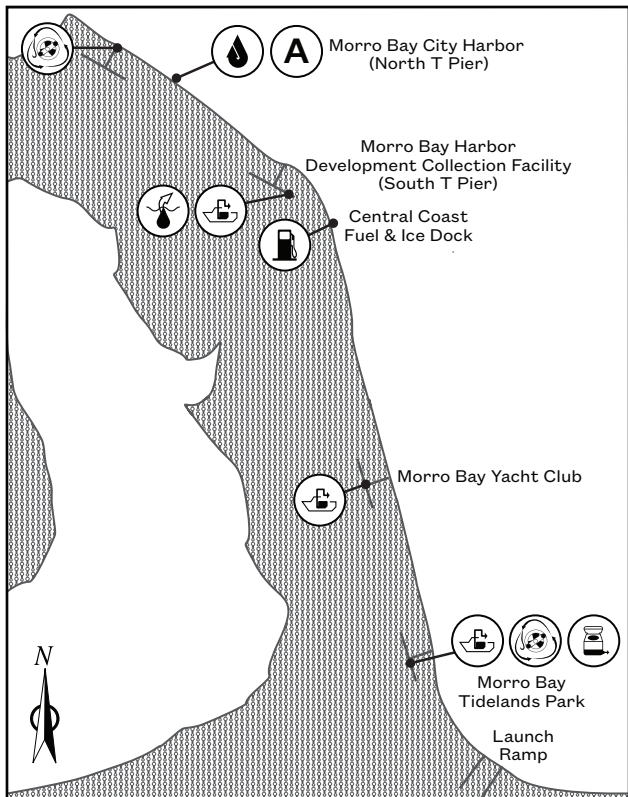 A
Morro Bay City Harbor
(North T Pier)
Morro Bay Harbor
Development Collection Facility
(South T Pier)
Central Coast
Fuel & Ice Dock
Morro Bay Yacht Club
Morro Bay
Tidelands Park
Launch
Ramp
N